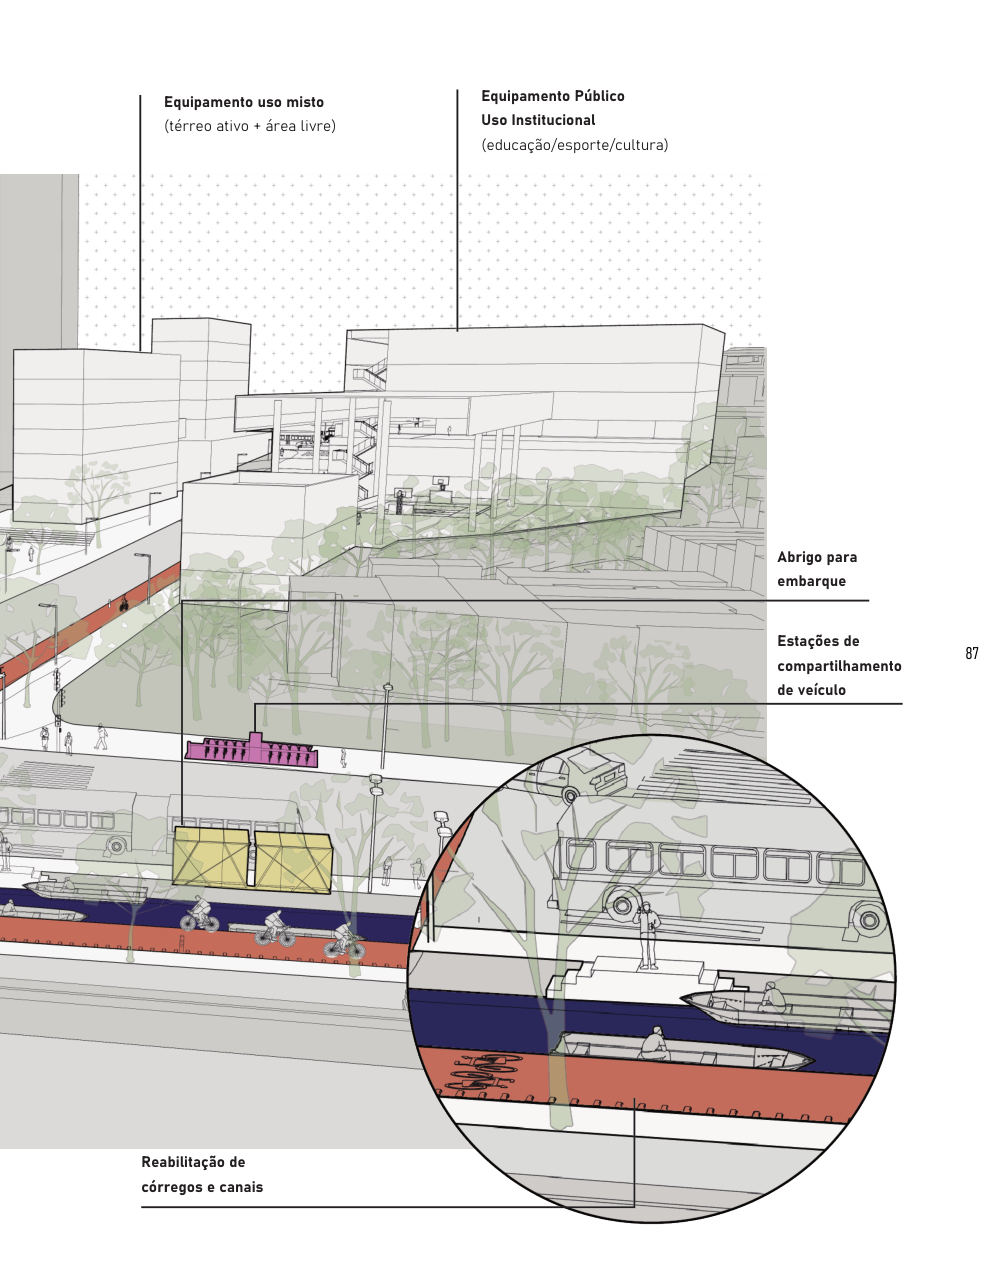 Equipamento uso misto
(térreo ativo + área livre)
Equipamento Público
Uso Institucional
(educação/esporte/cultura)
Abrigo para
embarque
Estações de
compartilhamento
de veículo
87
Reabilitação de
córregos e canais